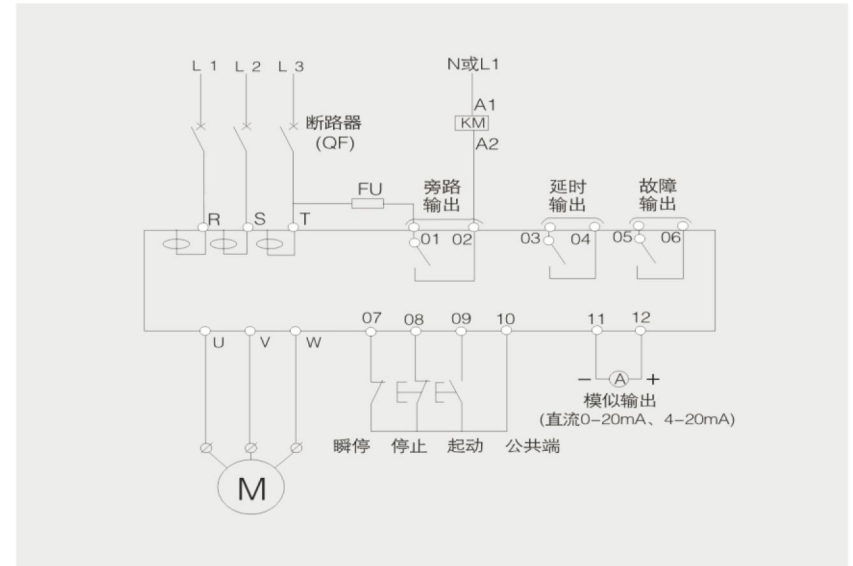 L 1 L 2 L 3
N或L1
A1
KM
A2
断路器
(QF)
FU
旁路
输出
延时
输出
故障
输出
R S T
01 02 03 04 05 06
U V W
07 08 09 10 11 12
− A +
模似输出
(直流0-20mA、4-20mA)
瞬停 停止 起动 公共端
M